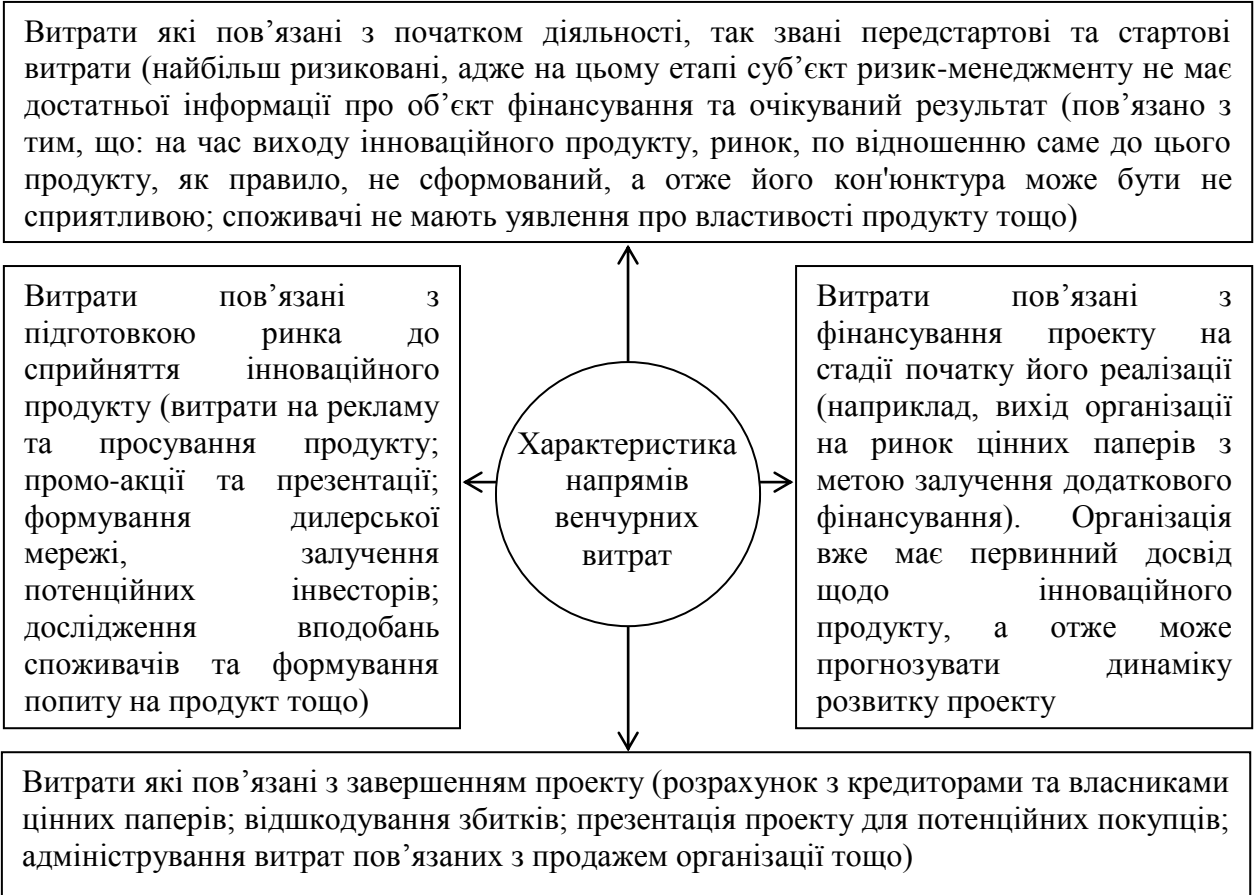 Витрати які пов’язані з початком діяльності, так звані передстартові та стартові
витрати (найбільш ризиковані, адже на цьому етапі суб’єкт ризик-менеджменту не має
достатньої інформації про об’єкт фінансування та очікуваний результат (пов’язано з
тим, що: на час виходу інноваційного продукту, ринок, по відношенню саме до цього
продукту, як правило, не сформований, а отже його кон'юнктура може бути не
сприятливою; споживачі не мають уявлення про властивості продукту тощо)
Витрати пов’язані з
підготовкою ринка до
сприйняття інноваційного
продукту (витрати на рекламу
та просування продукту;
промо-акції та презентації;
формування дилерської
мережі, залучення
потенційних інвесторів;
дослідження вподобань
споживачів та формування
попиту на продукт тощо)
Характеристика
напрямів
венчурних
витрат
Витрати пов’язані з
фінансування проекту на
стадії початку його реалізації
(наприклад, вихід організації
на ринок цінних паперів з
метою залучення додаткового
фінансування). Організація
вже має первинний досвід
щодо інноваційного
продукту, а отже може
прогнозувати динаміку
розвитку проекту
Витрати які пов’язані з завершенням проекту (розрахунок з кредиторами та власниками
цінних паперів; відшкодування збитків; презентація проекту для потенційних покупців;
адміністрування витрат пов’язаних з продажем організації тощо)